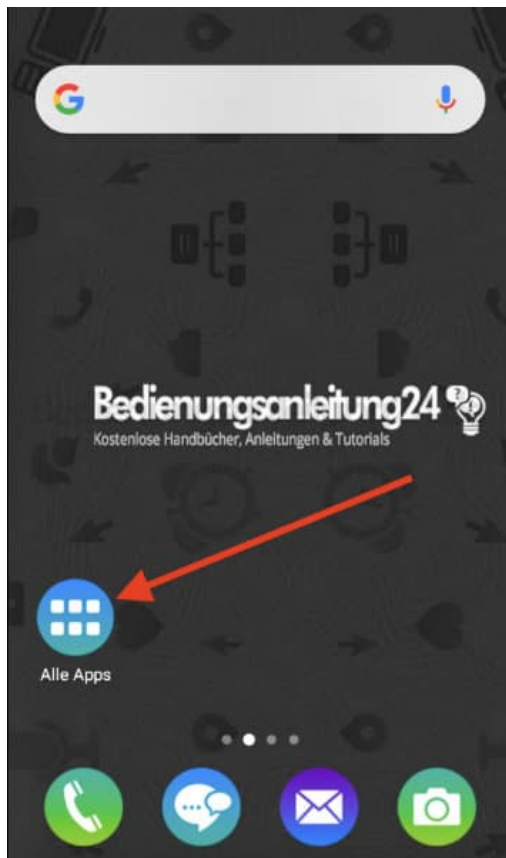 Bedienungsanleitung24
Kostenlose Handbücher, Anleitungen & Tutorials
Alle Apps